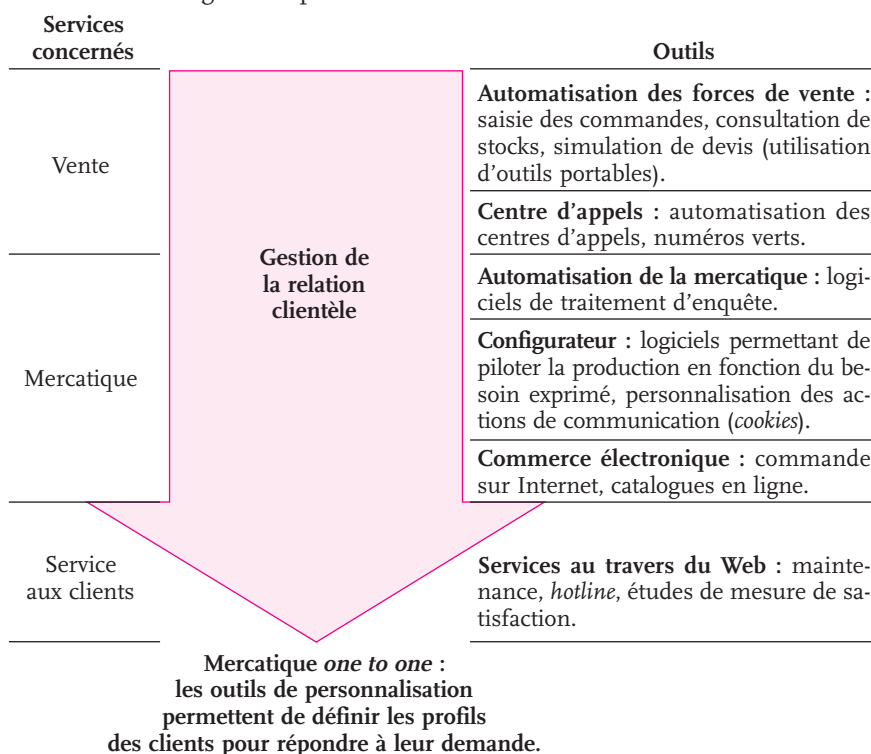 Services
concernés
Outils
Vente
Automatisation des forces de vente :
saisie des commandes, consultation de
stocks, simulation de devis (utilisation
d'outils portables).
Centre d'appels : automatisation des
centres d'appels, numéros verts.
Gestion de
la relation
clientèle
Mercatique
Automatisation de la mercatique : logi-
ciels de traitement d'enquête.
Configurateur : logiciels permettant de
piloter la production en fonction du be-
soin exprimé, personnalisation des ac-
tions de communication (cookies).
Commerce électronique : commande
sur Internet, catalogues en ligne.
Service
aux clients
Services au travers du Web : mainte-
nance, hotline, études de mesure de sa-
tisfaction.
Mercatique one to one :
les outils de personnalisation
permettent de définir les profils
des clients pour répondre à leur demande.